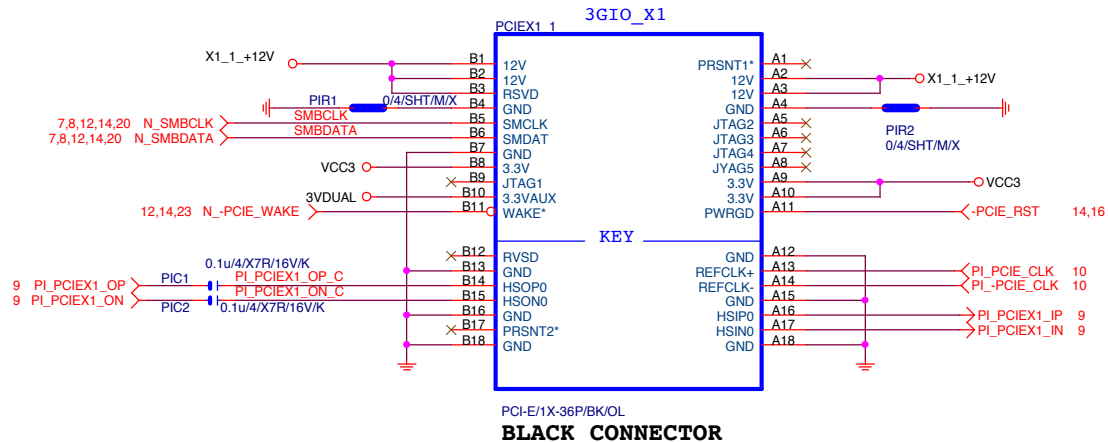 3GIO_X1
PCIEX1_1
X1_1_+12V B1 12V PRSNT1* A1
B2 12V 12V A2 X1_1_+12V
B3 RSVD 12V A3
PIR1 0/4/SHT/M/X B4 GND GND A4
7,8,12,14,20 N_SMBCLK SMBCLK B5 SMCLK JTAG2 A5
7,8,12,14,20 N_SMBDATA SMBDATA B6 SMDAT JTAG3 A6 PIR2
B7 GND JTAG4 A7 0/4/SHT/M/X
VCC3 B8 3.3V JYAG5 A8
B9 JTAG1 3.3V A9 VCC3
3VDUAL B10 3.3VAUX 3.3V A10
12,14,23 N_-PCIE_WAKE B11 WAKE* PWRGD A11 -PCIE_RST 14,16
KEY
B12 RVSD GND A12
0.1u/4/X7R/16V/K B13 GND REFCLK+ A13 PI_PCIE_CLK 10
9 PI_PCIEX1_OP PIC1 PI_PCIEX1_OP_C B14 HSOP0 REFCLK- A14 PI_-PCIE_CLK 10
9 PI_PCIEX1_ON PIC2 PI_PCIEX1_ON_C B15 HSON0 GND A15
0.1u/4/X7R/16V/K B16 GND HSIP0 A16 PI_PCIEX1_IP 9
B17 PRSNT2* HSIN0 A17 PI_PCIEX1_IN 9
B18 GND GND A18
PCI-E/1X-36P/BK/OL
BLACK CONNECTOR